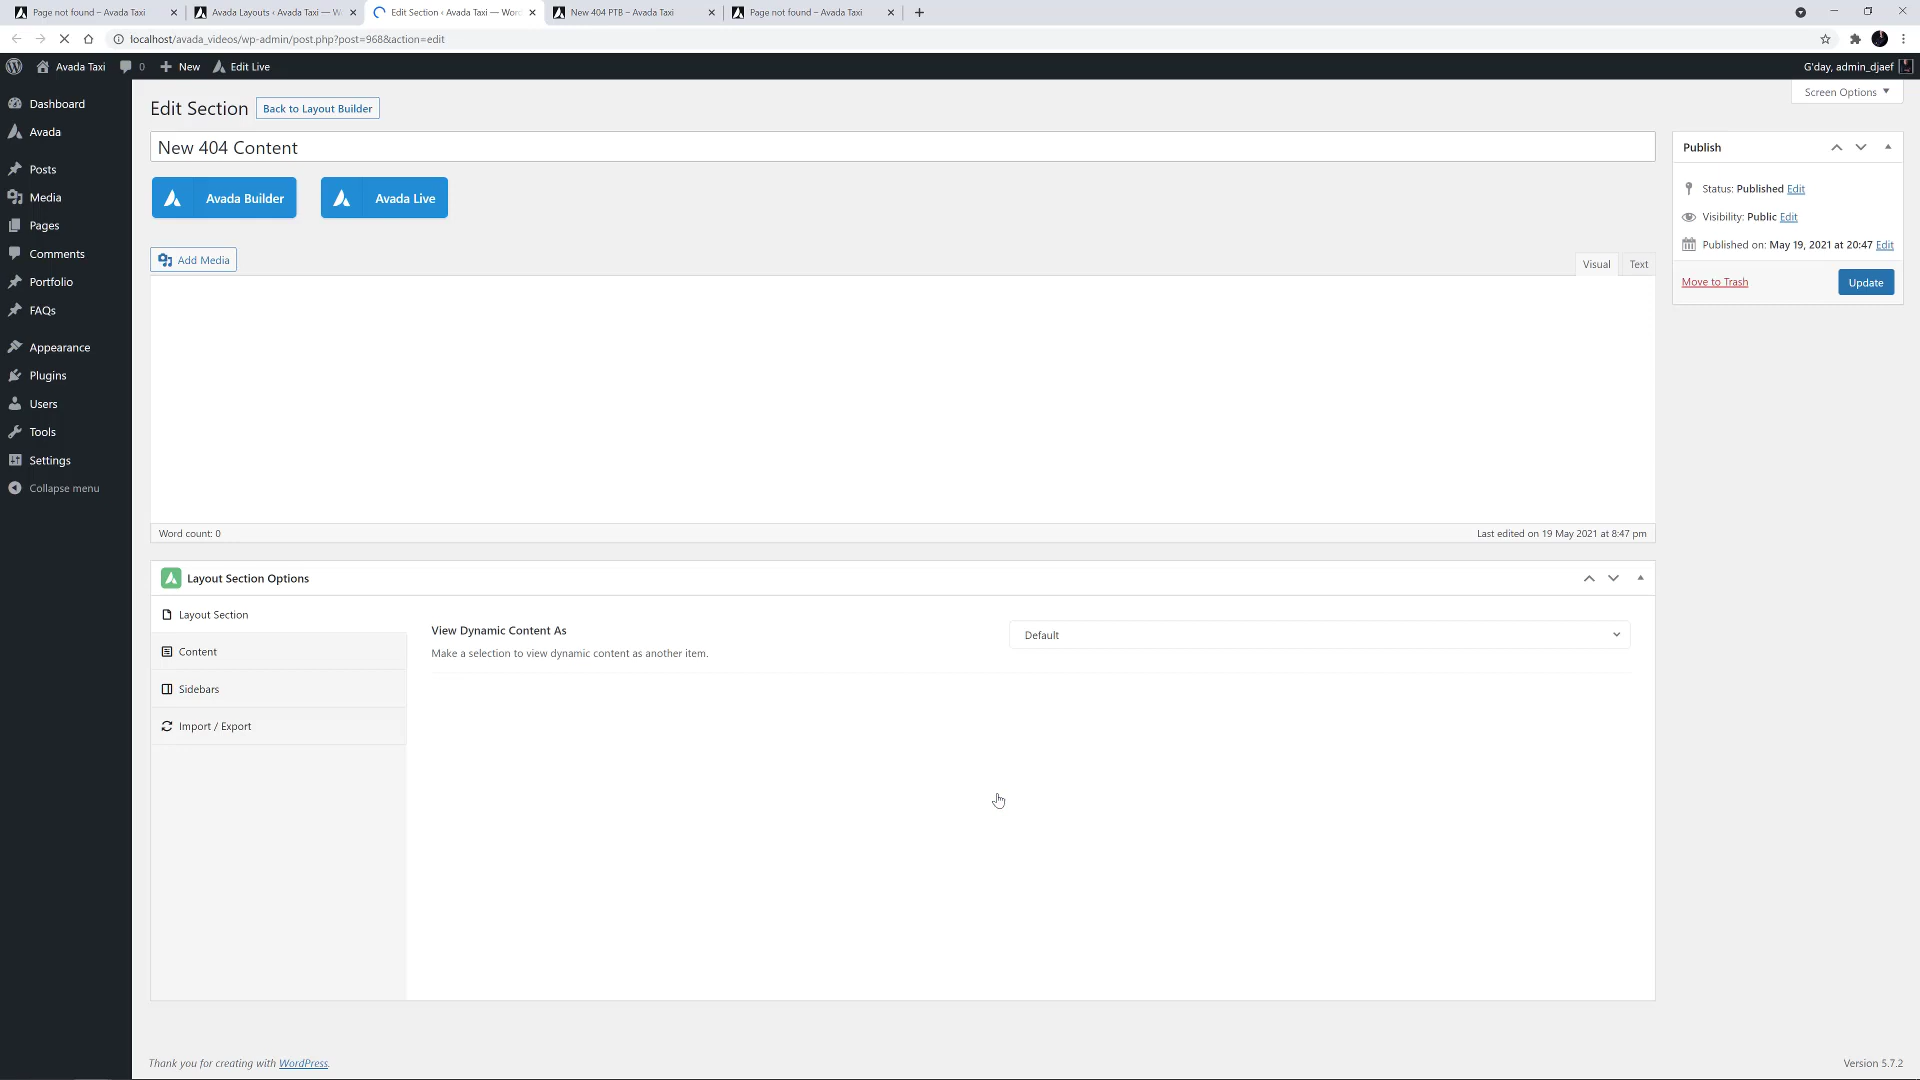 Page not found – Avada Taxi
Avada Layouts ‹ Avada Taxi — W
Edit Section ‹ Avada Taxi — Wor
New 404 PTB – Avada Taxi
Page not found – Avada Taxi
localhost/avada_videos/wp-admin/post.php?post=968&action=edit
Avada Taxi
0
New
Edit Live
G'day, admin_djaef
Screen Options
Dashboard
Avada
Posts
Media
Pages
Comments
Portfolio
FAQs
Appearance
Plugins
Users
Tools
Settings
Collapse menu
Edit Section
Back to Layout Builder
New 404 Content
Avada Builder
Avada Live
Add Media
Visual
Text
Word count: 0
Last edited on 19 May 2021 at 8:47 pm
Publish
Status: Published Edit
Visibility: Public Edit
Published on: May 19, 2021 at 20:47 Edit
Move to Trash
Update
Layout Section Options
Layout Section
Content
Sidebars
Import / Export
View Dynamic Content As
Make a selection to view dynamic content as another item.
Default
Thank you for creating with WordPress.
Version 5.7.2